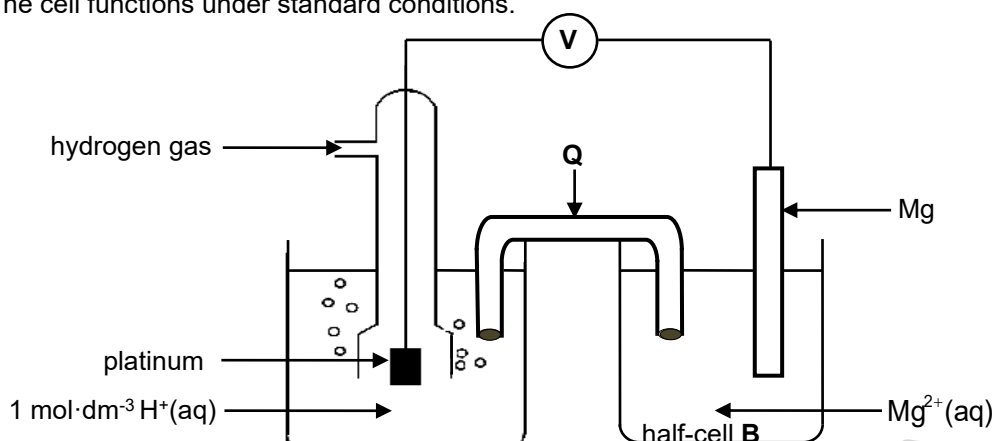 he cell functions under standard conditions.
V
hydrogen gas
Q
Mg
platinum
1 mol·dm⁻³ H⁺(aq)
Mg²⁺(aq)
half-cell B